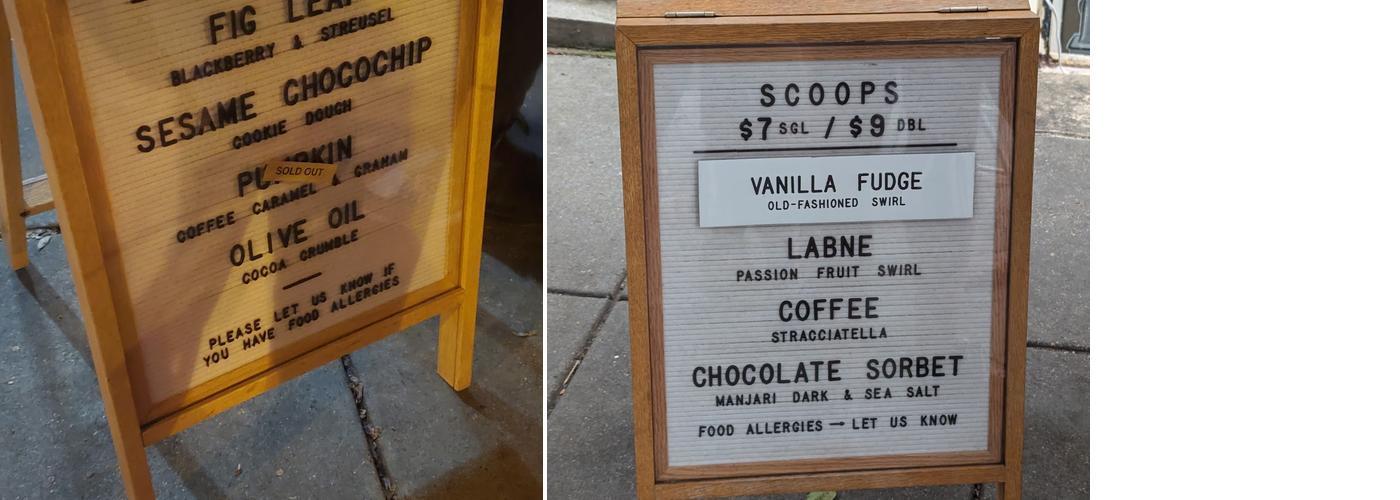 FIG LEAF
BLACKBERRY & STREUSEL
SESAME CHOCOCHIP
COOKIE DOUGH
PUMPKIN
SOLD OUT
COFFEE CARAMEL & GRAHAM
OLIVE OIL
COCOA CRUMBLE
PLEASE LET US KNOW IF
YOU HAVE FOOD ALLERGIES
SCOOPS
$7 SGL / $9 DBL
VANILLA FUDGE
OLD-FASHIONED SWIRL
LABNE
PASSION FRUIT SWIRL
COFFEE
STRACCIATELLA
CHOCOLATE SORBET
MANJARI DARK & SEA SALT
FOOD ALLERGIES → LET US KNOW